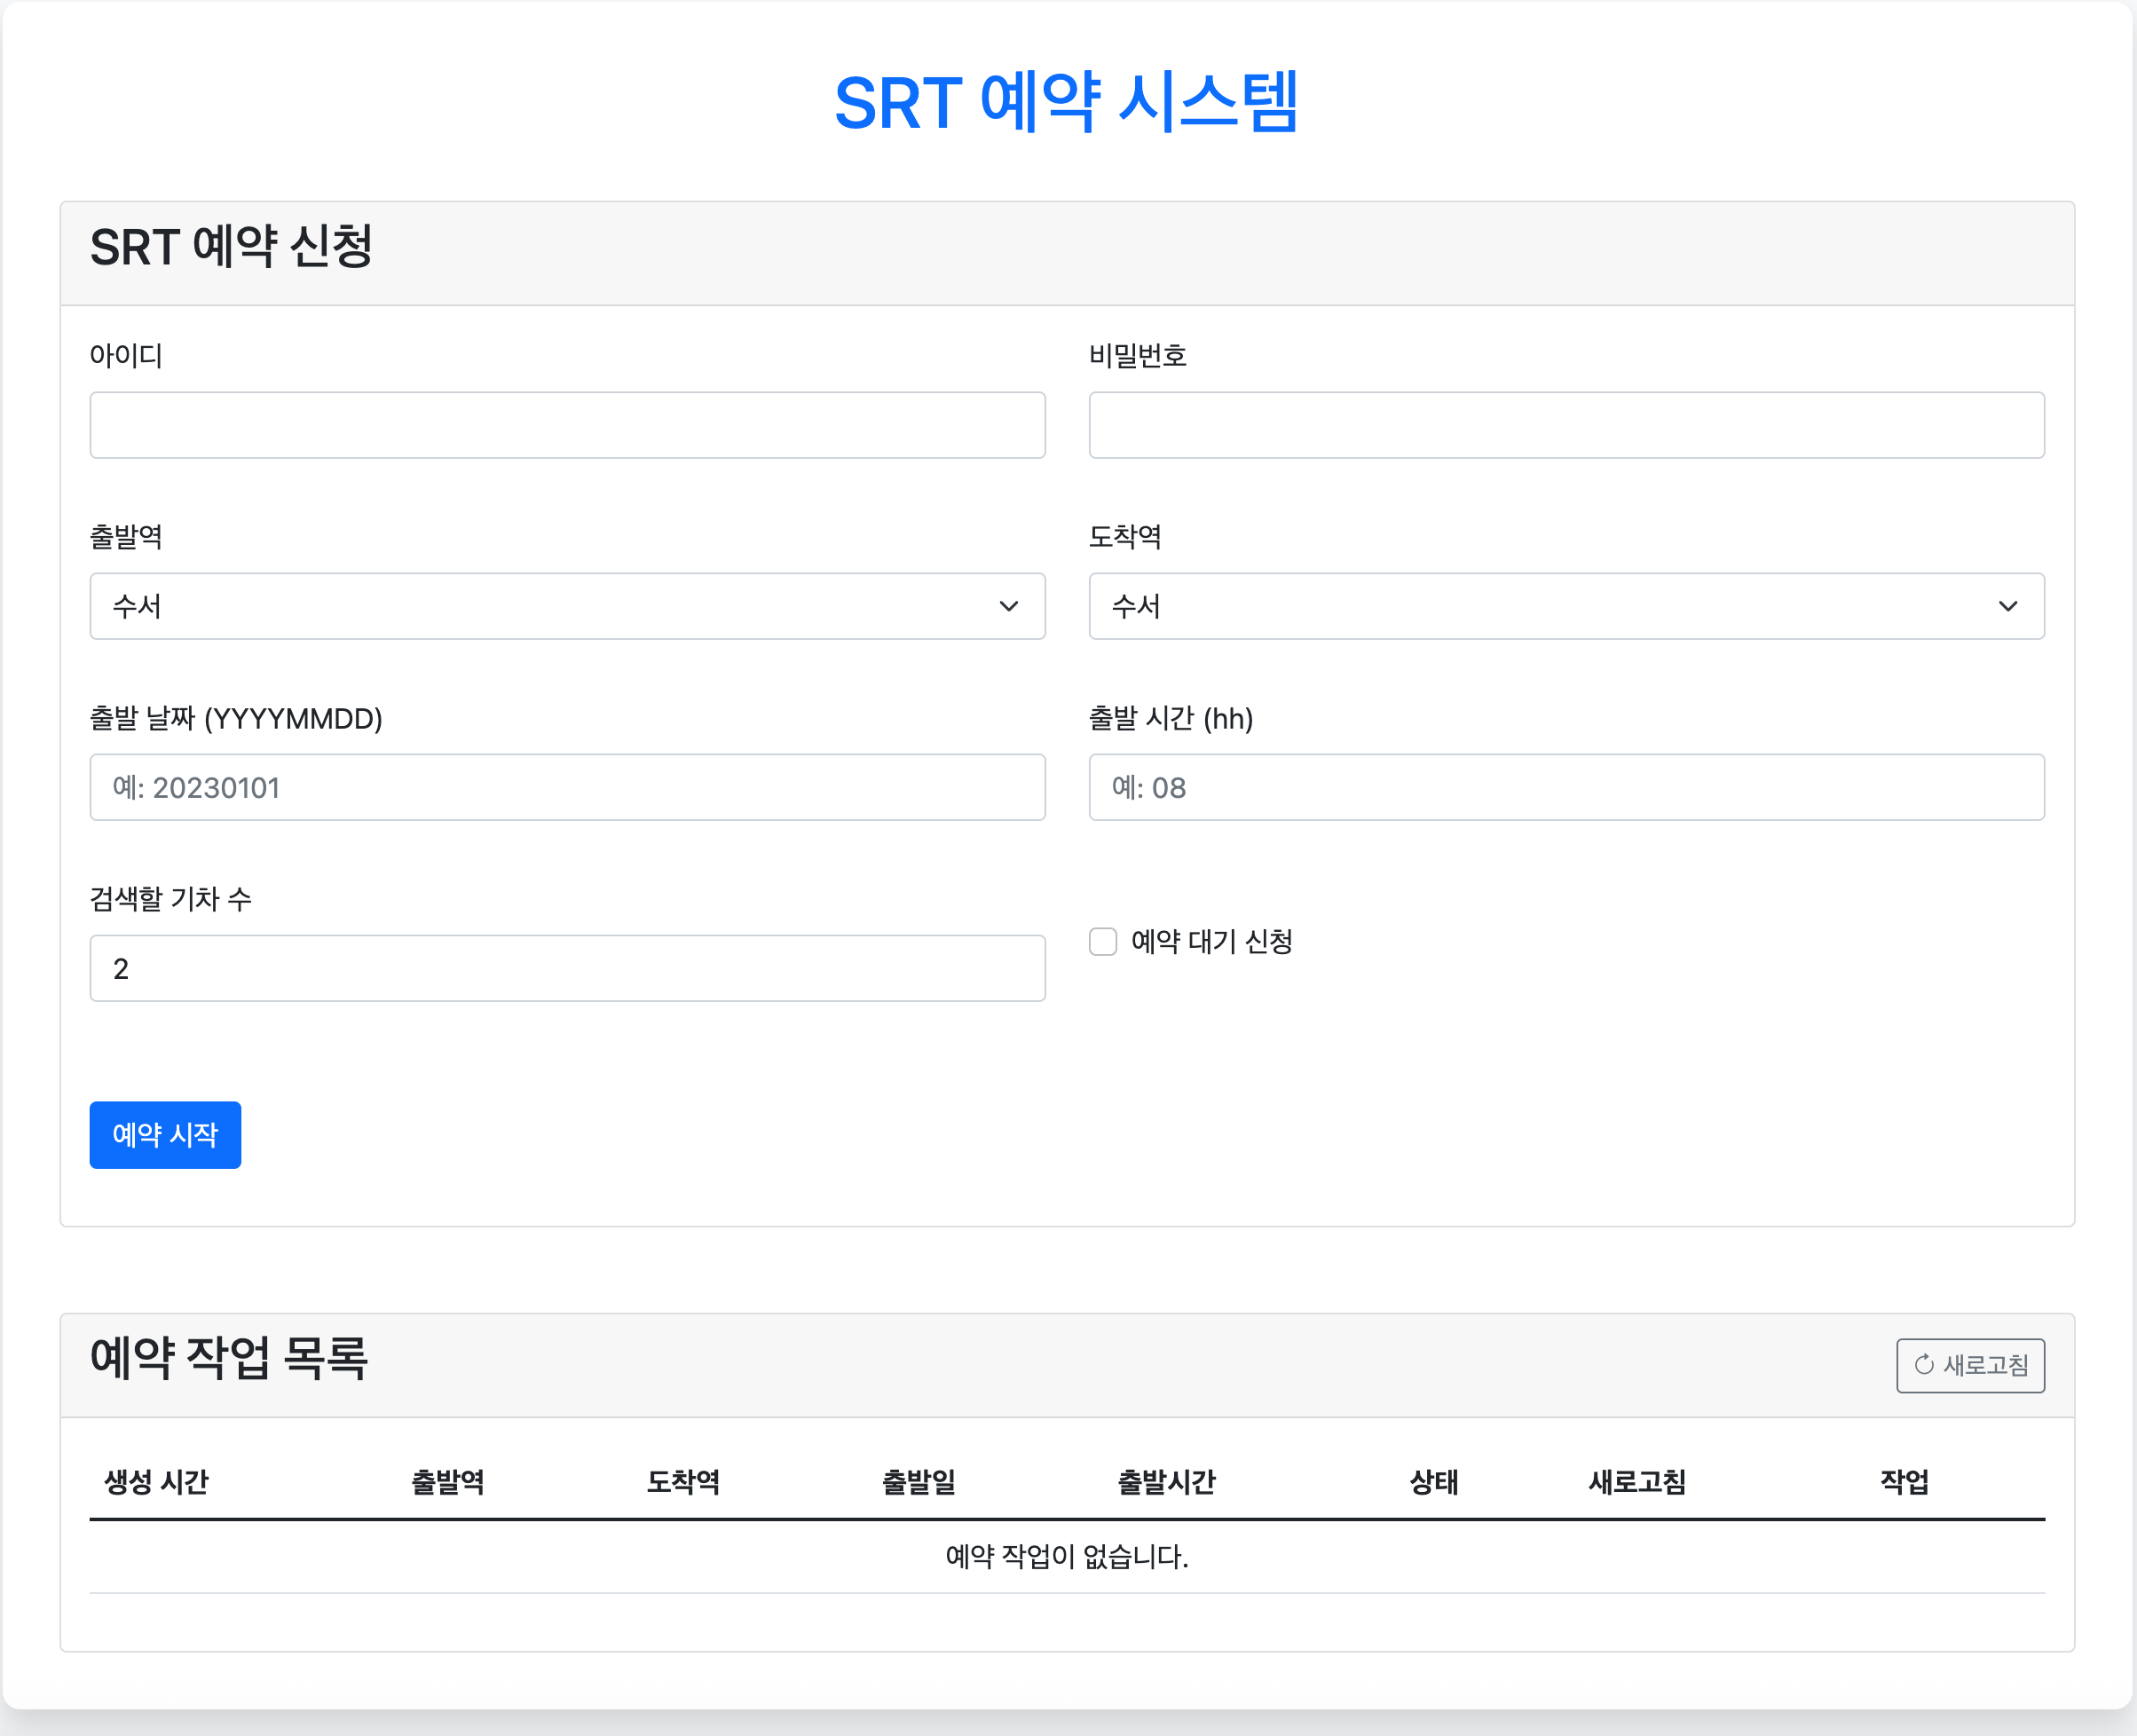 SRT 예약 시스템
SRT 예약 신청
아이디 비밀번호
출발역 도착역
수서 수서
출발 날짜 (YYYYMMDD) 출발 시간 (hh)
예: 20230101 예: 08
검색할 기차 수
예약 대기 신청
2
예약 시작
예약 작업 목록 새로고침
생성 시간 출발역 도착역 출발일 출발시간 상태 새로고침 작업
예약 작업이 없습니다.